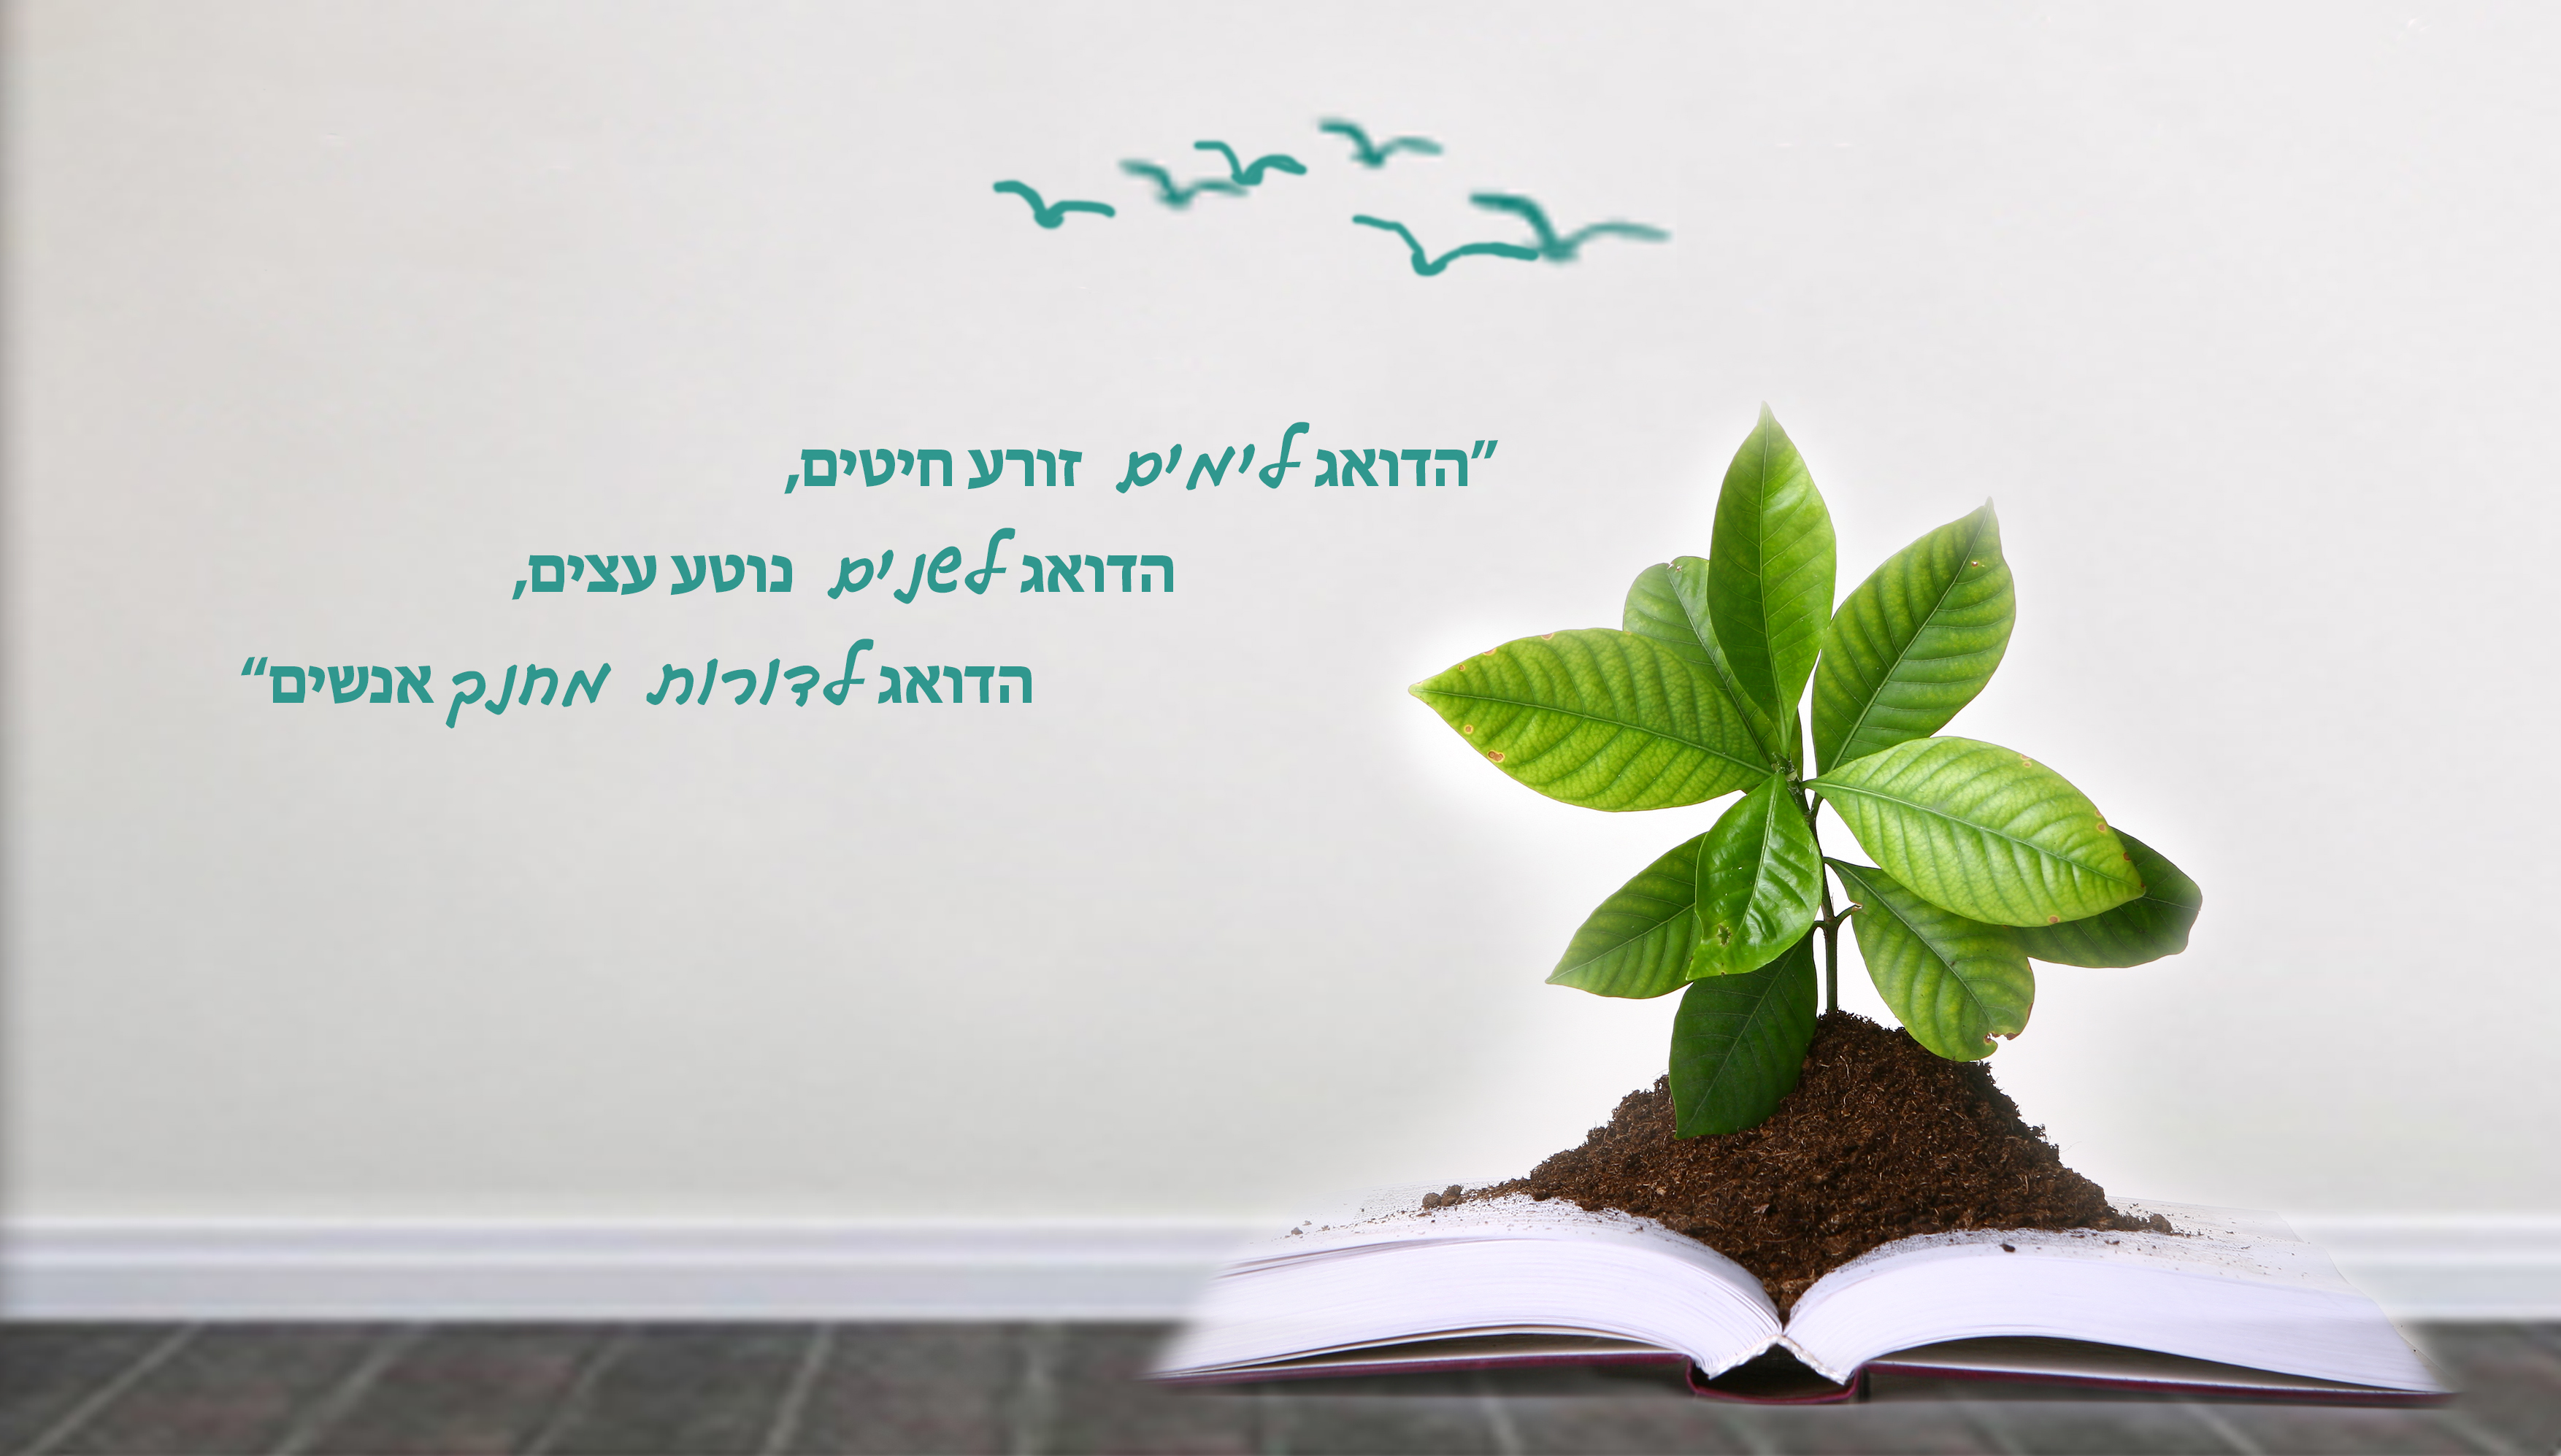 "הדואג לימים זורע חיטים,
הדואג לשנים נוטע עצים,
הדואג לדורות מחנך אנשים"